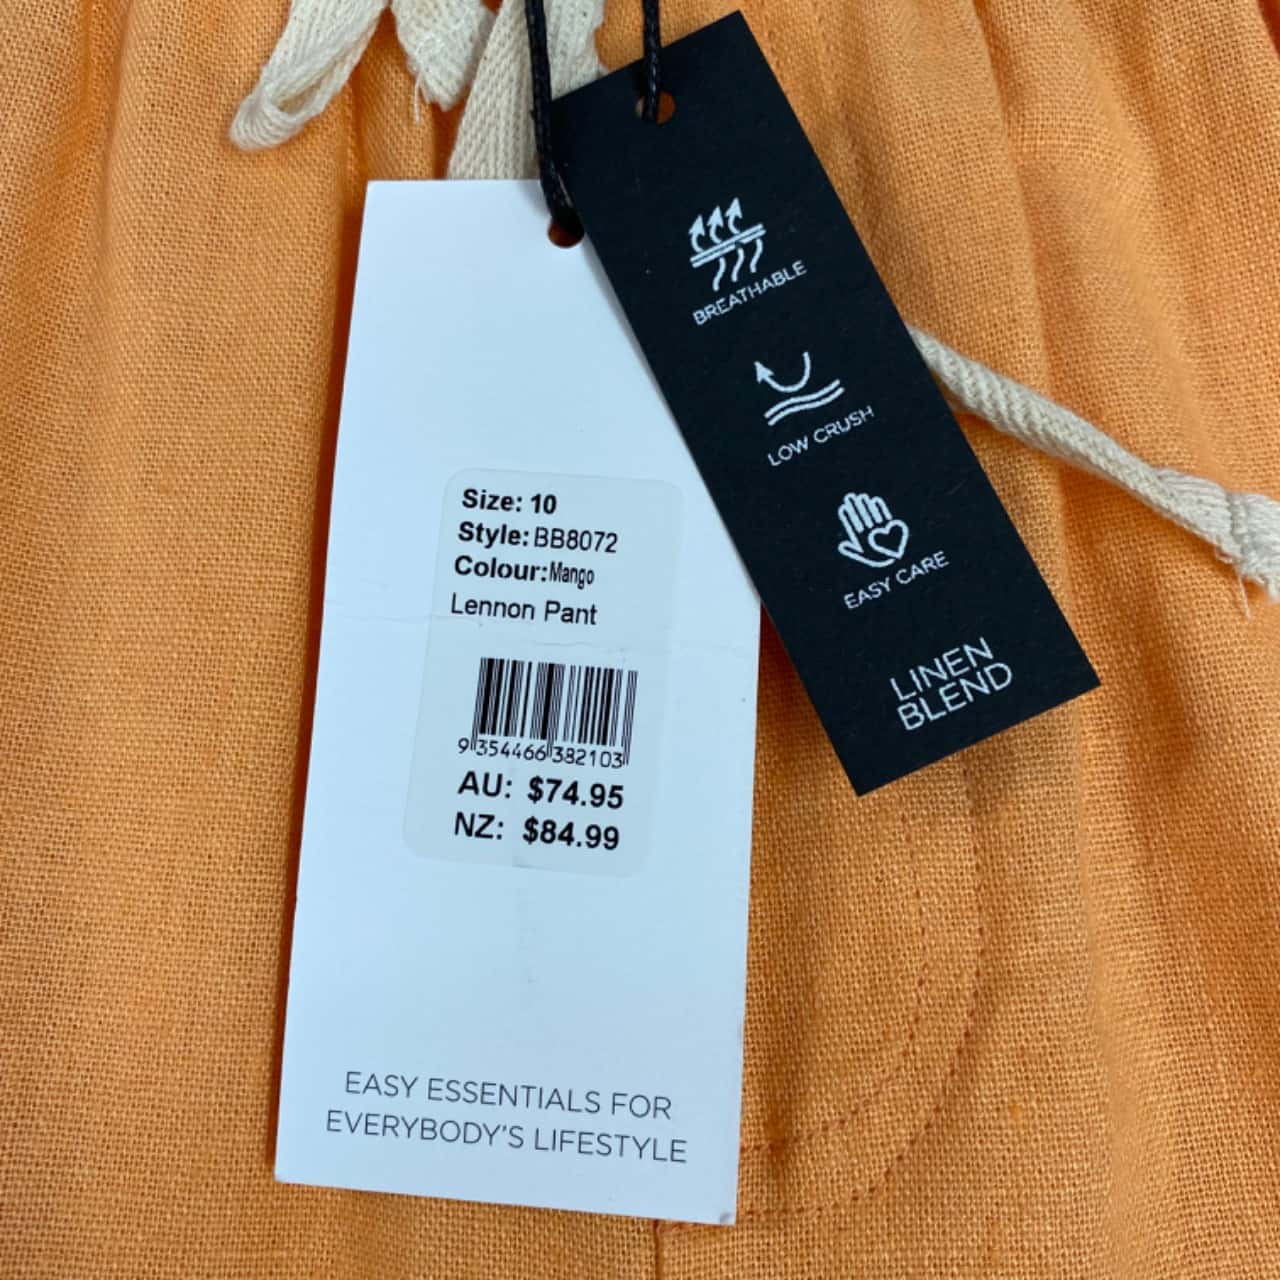 BREATHABLE
LOW CRUSH
EASY CARE
LINEN
BLEND
Size: 10
Style: BB8072
Colour: Mango
Lennon Pant
9 354466 382103
AU: $74.95
NZ: $84.99
EASY ESSENTIALS FOR
EVERYBODY'S LIFESTYLE